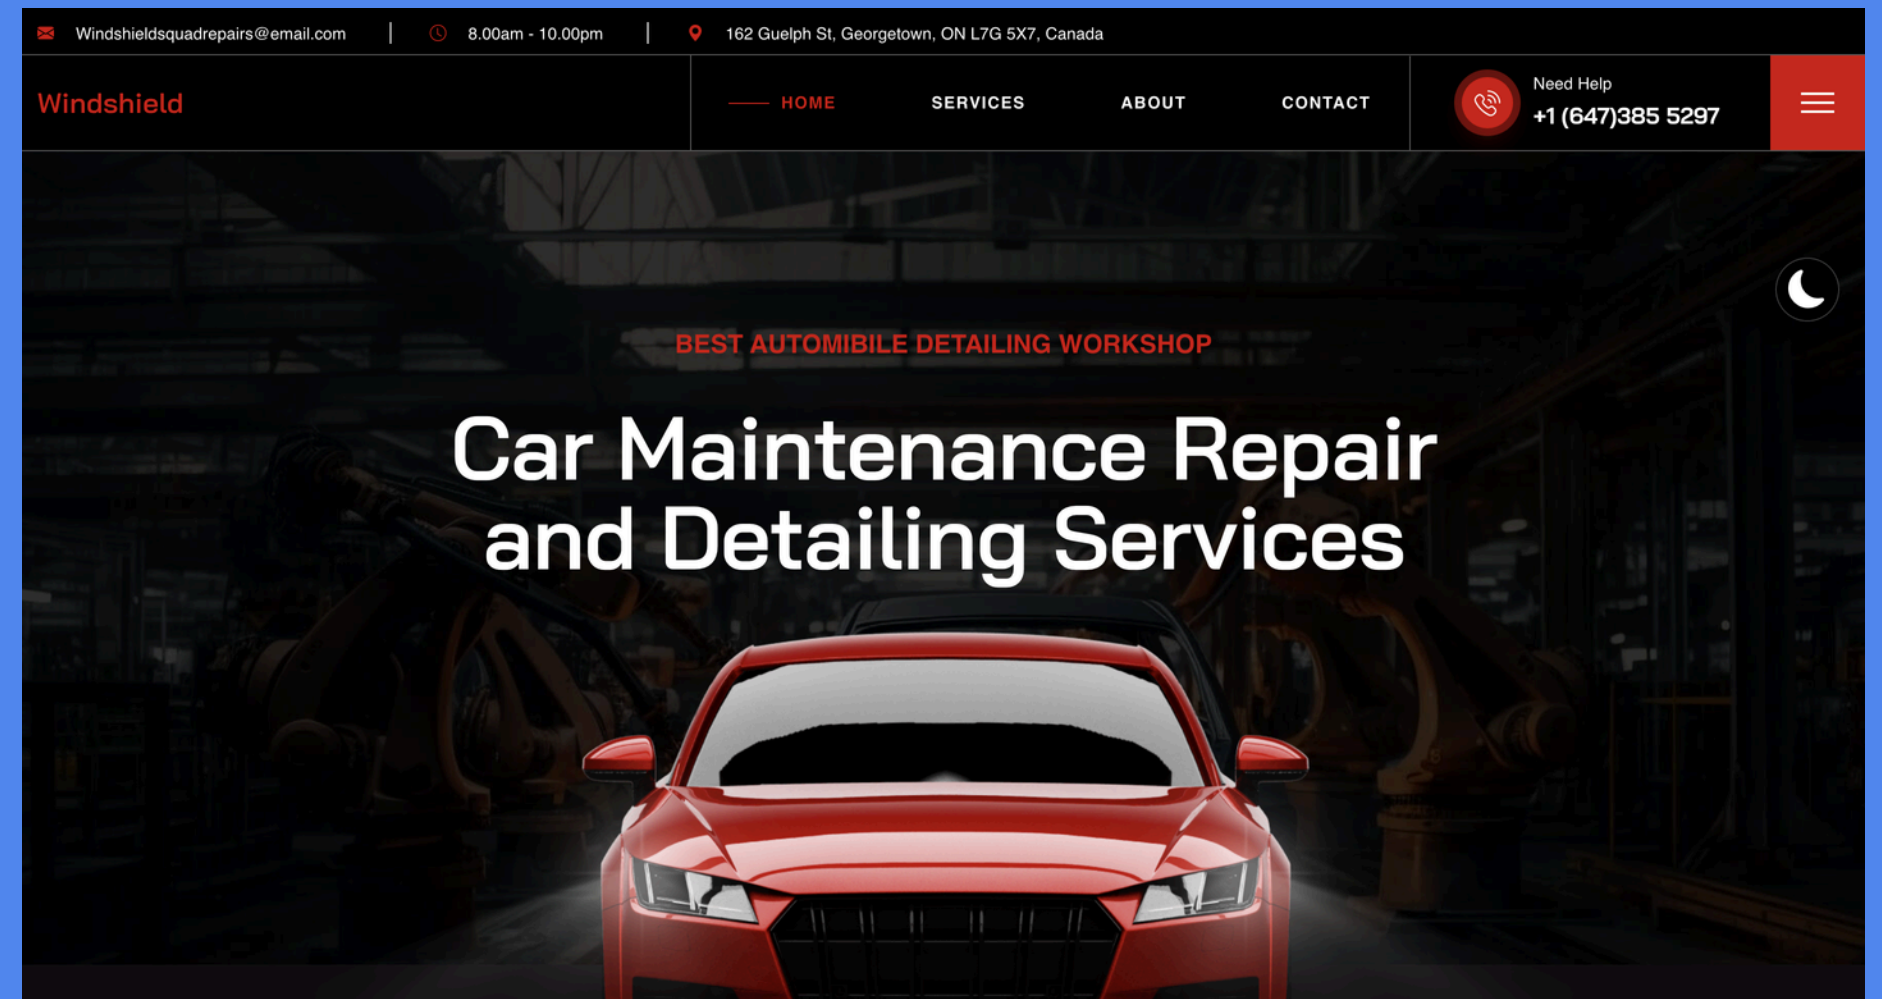 Windshieldsquadrepairs@email.com | 8.00am - 10.00pm | 162 Guelph St, Georgetown, ON L7G 5X7, Canada
Windshield
HOME SERVICES ABOUT CONTACT
Need Help
+1 (647)385 5297
BEST AUTOMIBILE DETAILING WORKSHOP
Car Maintenance Repair
and Detailing Services